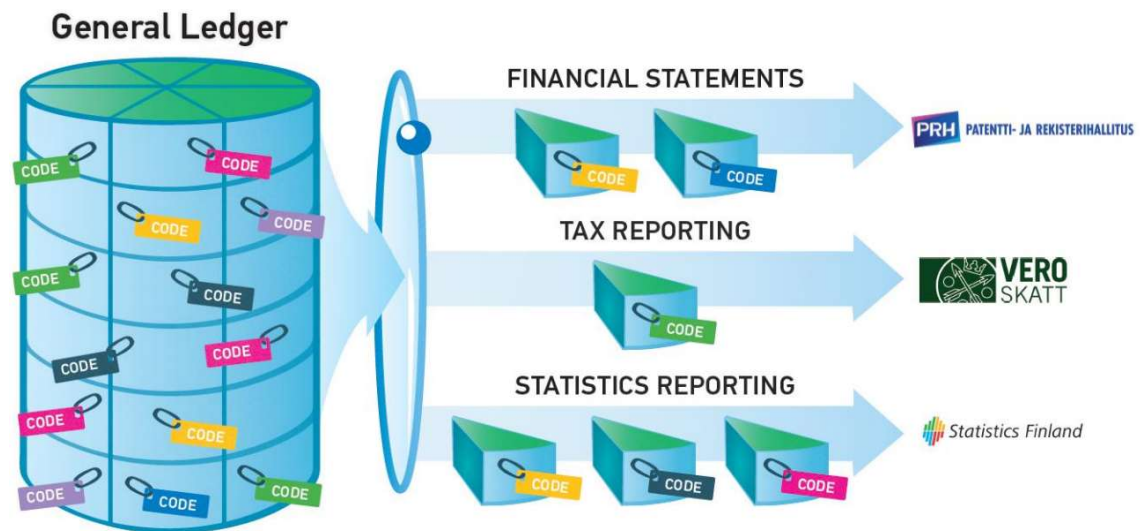 General Ledger
CODE
CODE
CODE
CODE
CODE
CODE
CODE
CODE
CODE
CODE
CODE
CODE
CODE
FINANCIAL STATEMENTS
CODE
CODE
PRH PATENTTI- JA REKISTERIHALLITUS
TAX REPORTING
CODE
VERO
SKATT
STATISTICS REPORTING
CODE
CODE
CODE
Statistics Finland